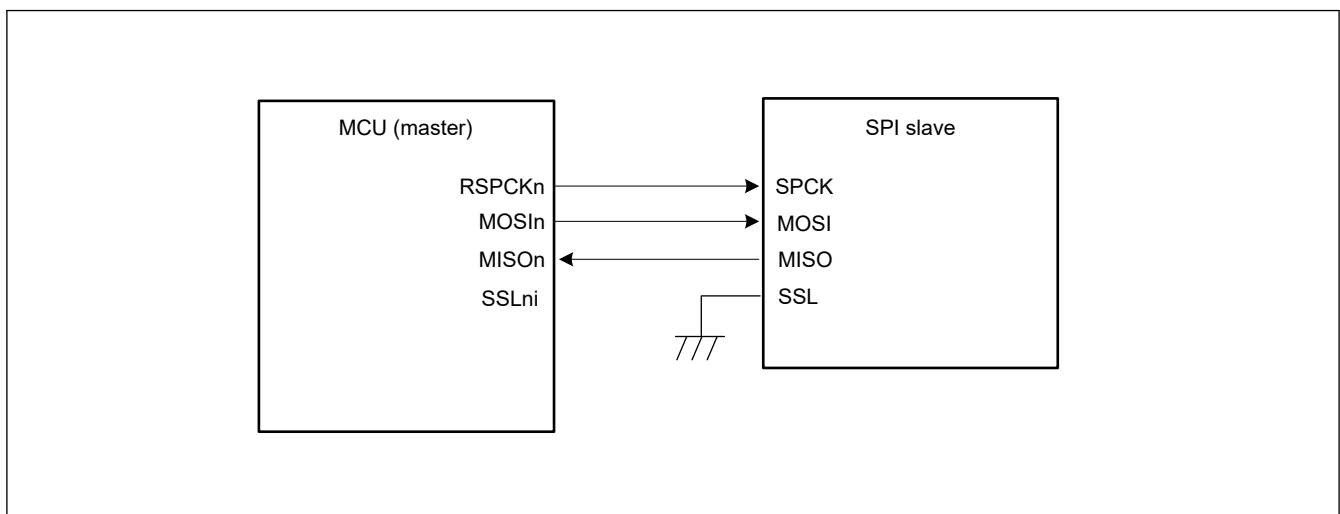 MCU (master)
SPI slave
RSPCKn
SPCK
MOSIn
MOSI
MISOn
MISO
SSLni
SSL